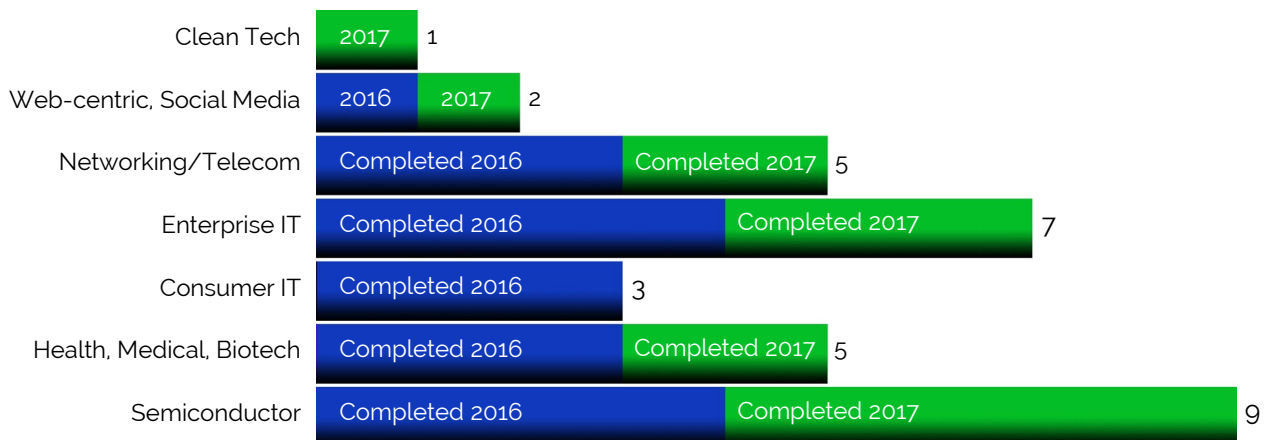 Clean Tech 2017 1
Web-centric, Social Media 2016 2017 2
Networking/Telecom Completed 2016 Completed 2017 5
Enterprise IT Completed 2016 Completed 2017 7
Consumer IT Completed 2016 3
Health, Medical, Biotech Completed 2016 Completed 2017 5
Semiconductor Completed 2016 Completed 2017 9